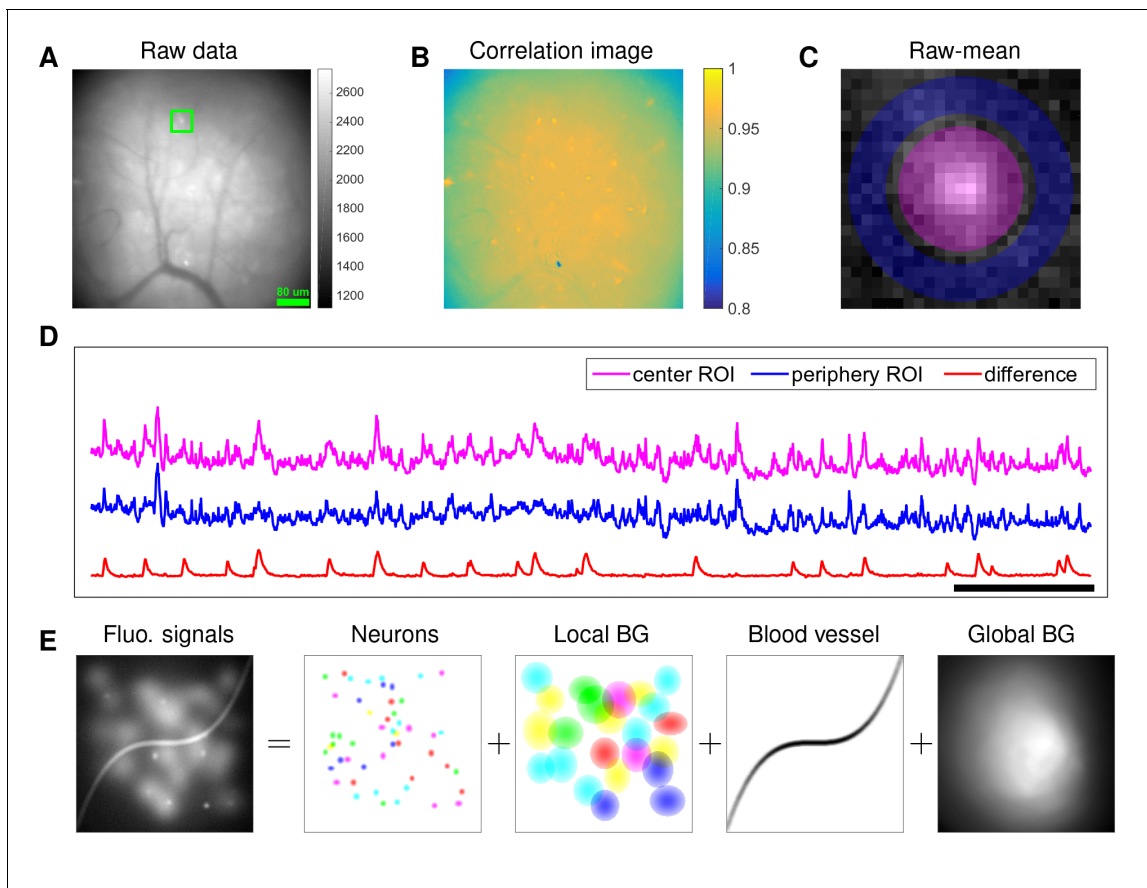 A
Raw data
2600
2400
2200
2000
1800
1600
1400
1200
80 um
B
Correlation image
1
0.95
0.9
0.85
0.8
C
Raw-mean
D
center ROI
periphery ROI
difference
E
Fluo. signals
=
Neurons
+
Local BG
+
Blood vessel
+
Global BG